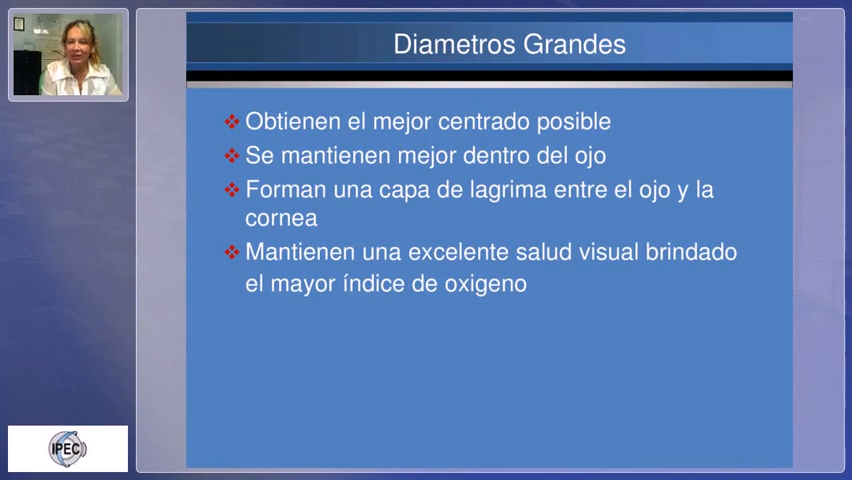 Diametros Grandes
Obtienen el mejor centrado posible
Se mantienen mejor dentro del ojo
Forman una capa de lagrima entre el ojo y la
cornea
Mantienen una excelente salud visual brindado
el mayor índice de oxigeno
IPEC